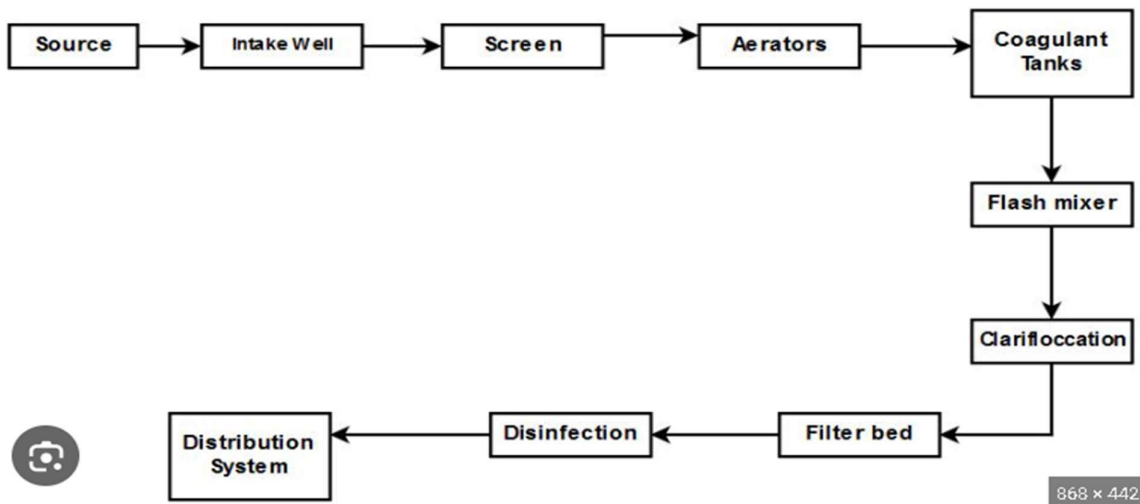 Source
Intake Well
Screen
Aerators
Coagulant
Tanks
Flash mixer
Clarifloccation
Filter bed
Disinfection
Distribution
System
868 × 442